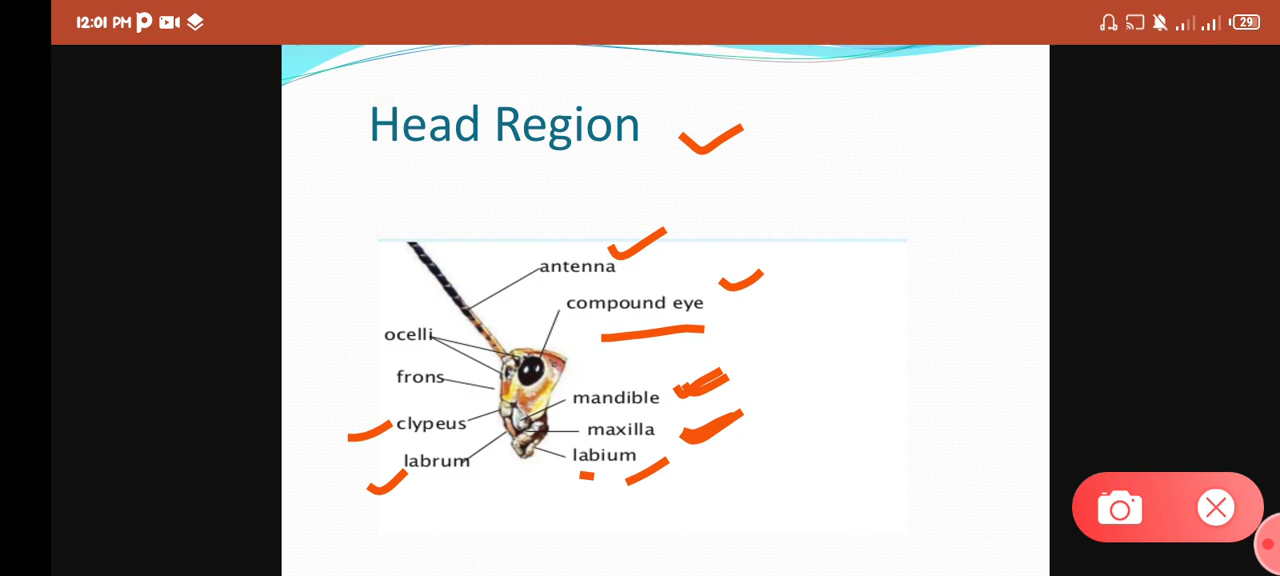 12:01 PM
29
Head Region
antenna
compound eye
ocelli
frons
mandible
clypeus
maxilla
labrum
labium